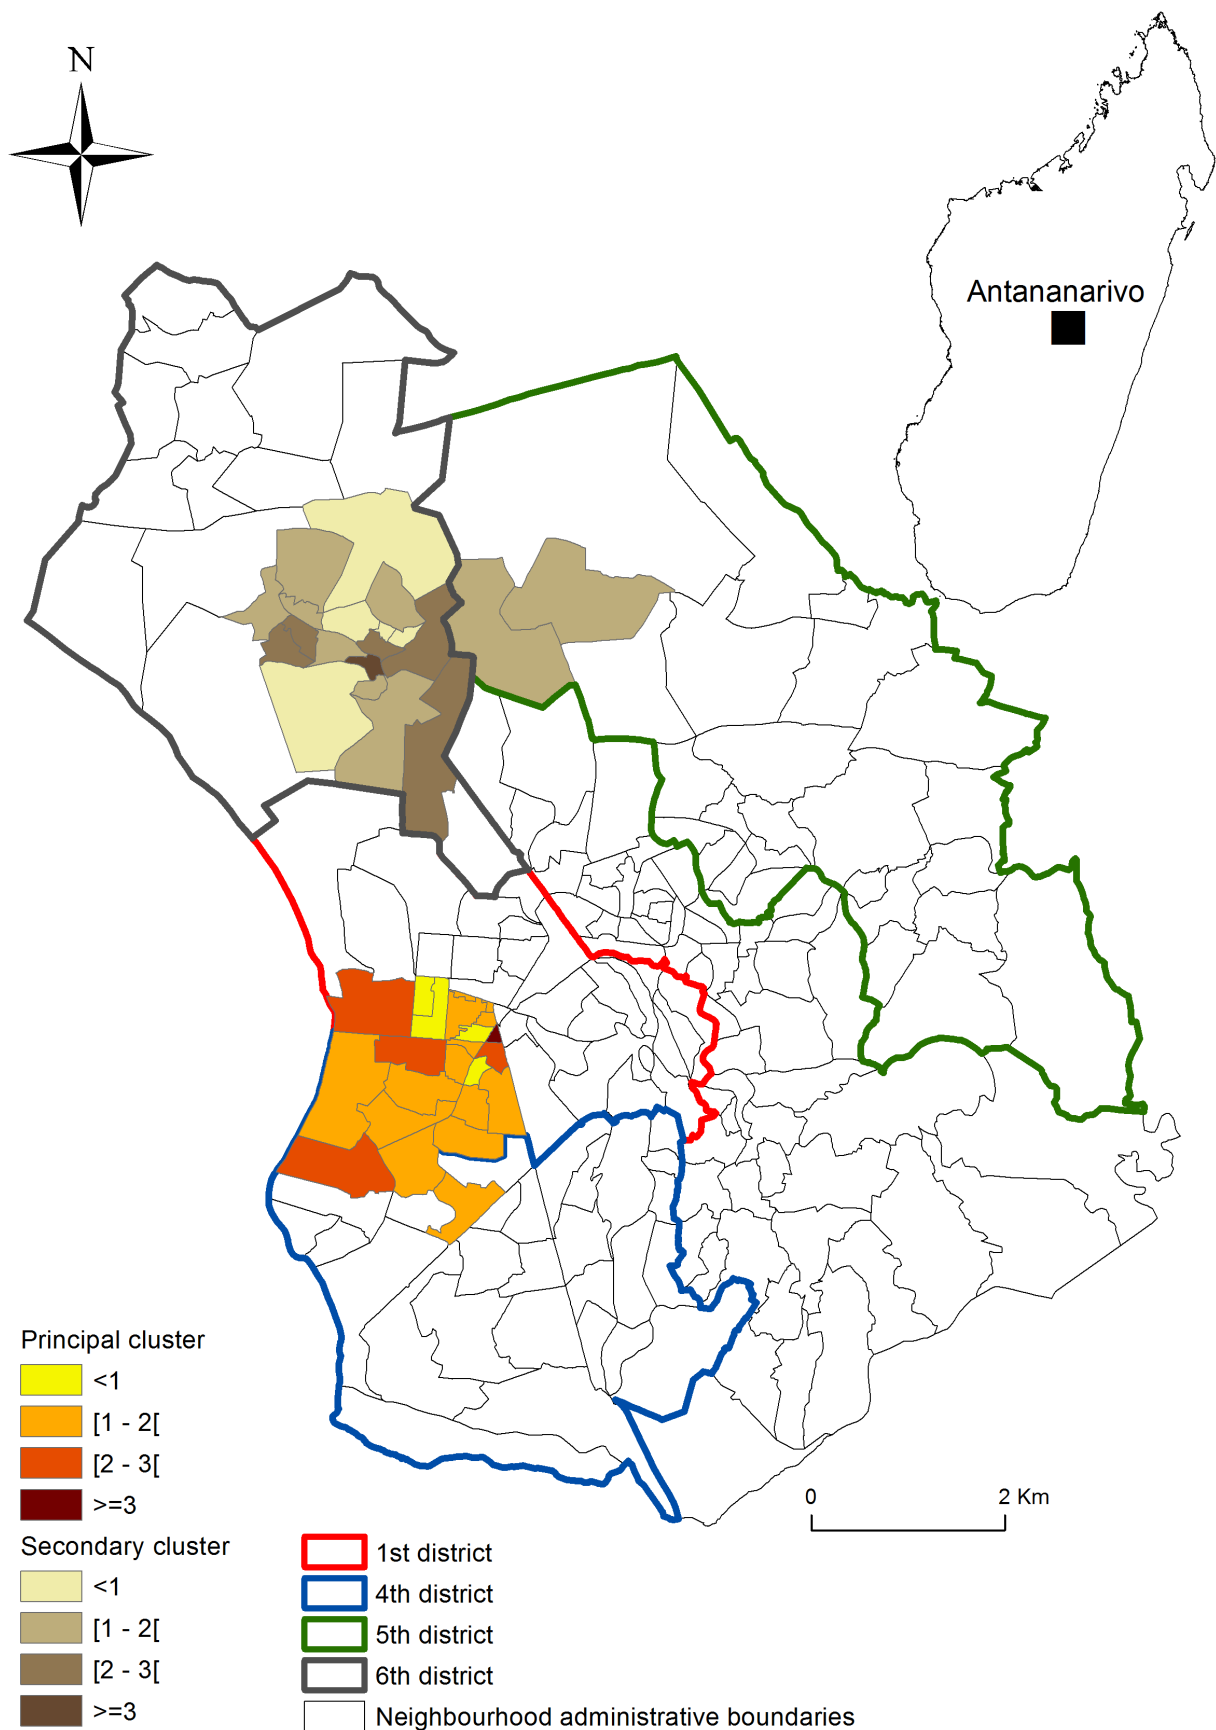 N
Antananarivo
Principal cluster
<1
[1 - 2[
[2 - 3[
>=3
0 2 Km
Secondary cluster
<1
[1 - 2[
[2 - 3[
>=3
1st district
4th district
5th district
6th district
Neighbourhood administrative boundaries